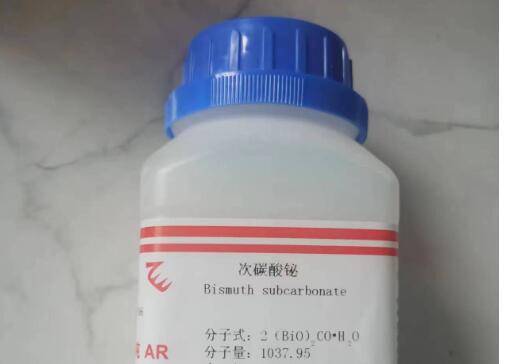 次碳酸铋
Bismuth subcarbonate
分子式: 2 (BiO)₂CO•H₂O
AR
分子量: 1037.95